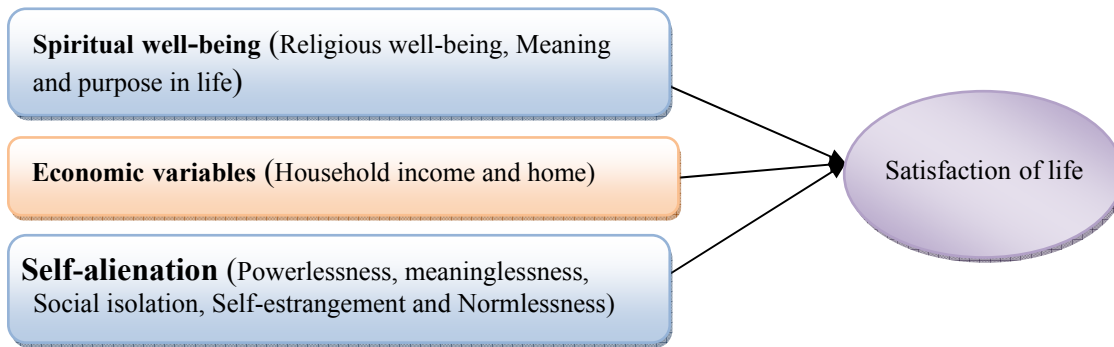 Spiritual well-being (Religious well-being, Meaning
and purpose in life)
Economic variables (Household income and home)
Satisfaction of life
Self-alienation (Powerlessness, meaninglessness,
Social isolation, Self-estrangement and Normlessness)